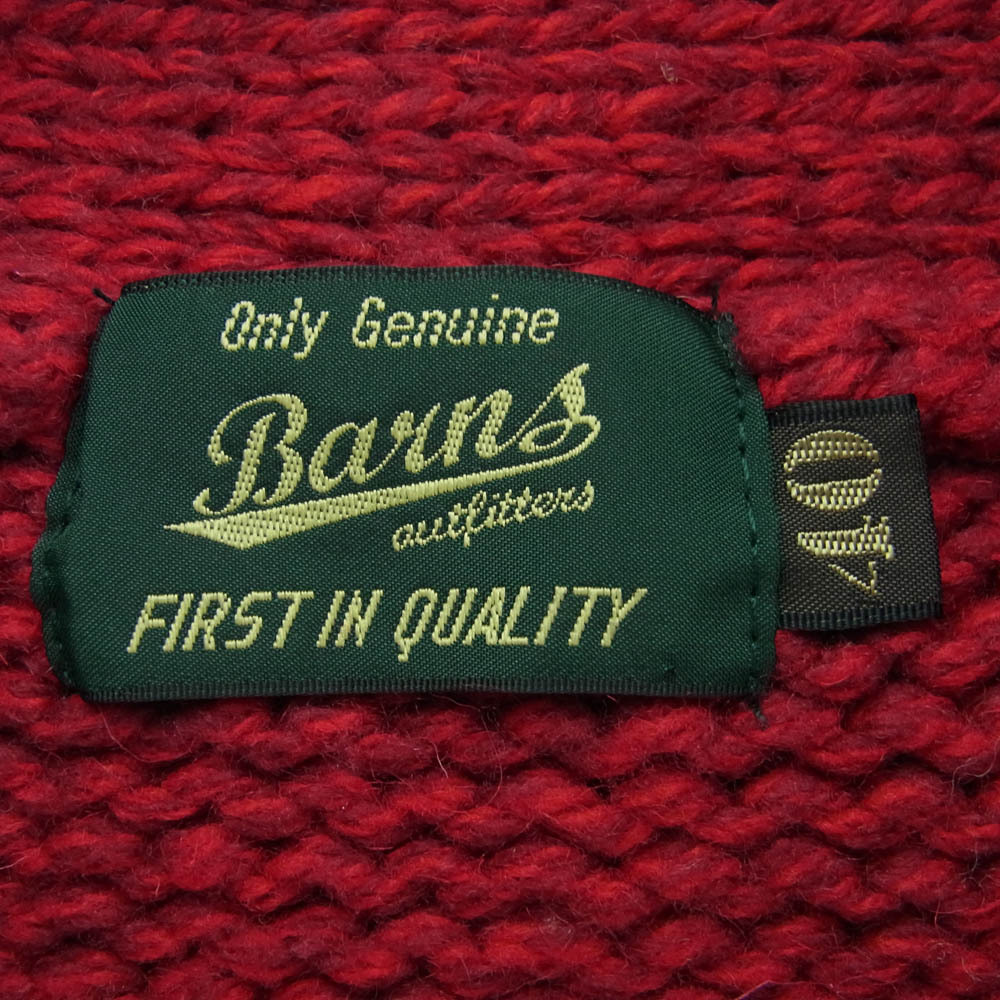 Only Genuine
Barns
outfitters
FIRST IN QUALITY
40